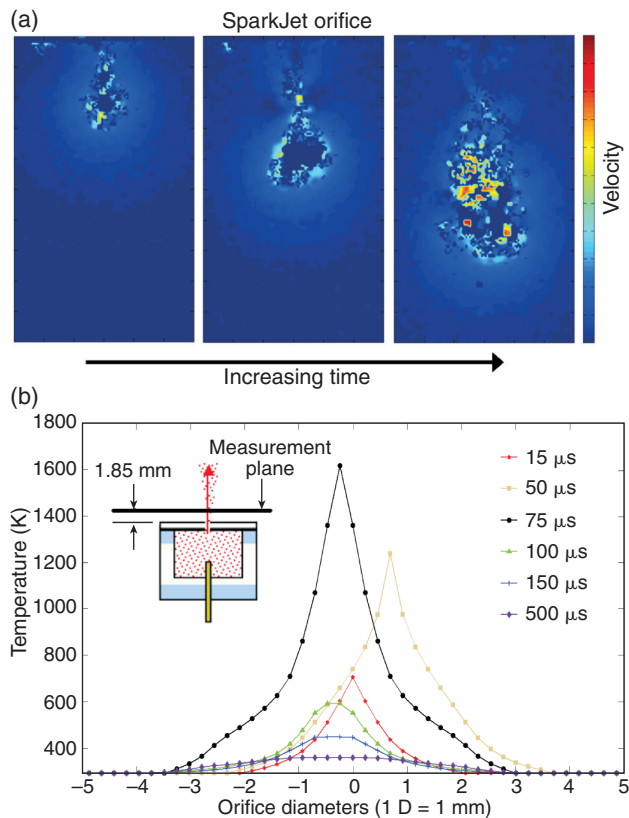 (a)
SparkJet orifice
Velocity
Increasing time
(b)
1800
1600
1400
1200
1000
800
600
400
Temperature (K)
1.85 mm
Measurement
plane
15 μs
50 μs
75 μs
100 μs
150 μs
500 μs
−5 −4 −3 −2 −1 0 1 2 3 4 5
Orifice diameters (1 D = 1 mm)